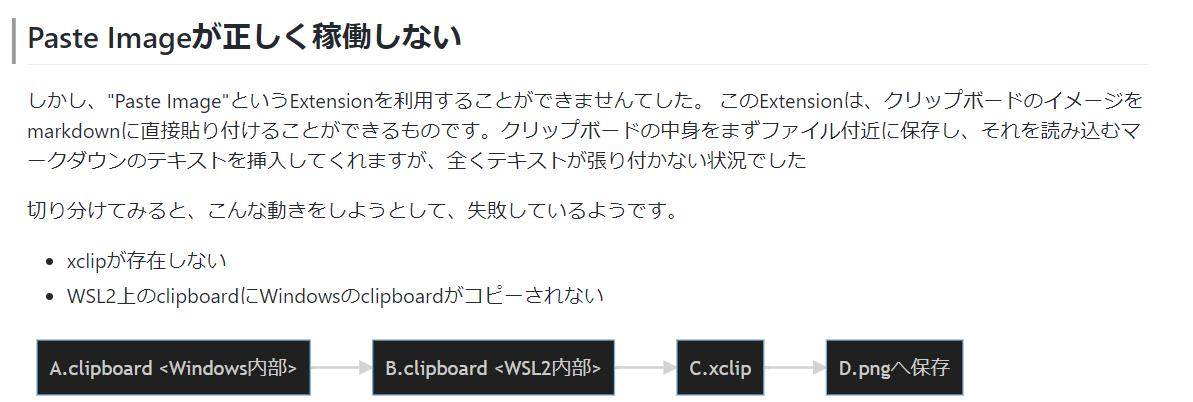 Paste Imageが正しく稼働しない
しかし、"Paste Image"というExtensionを利用することができませんてした。 このExtensionは、クリップボードのイメージを
markdownに直接貼り付けることができるものです。クリップボードの中身をまずファイル付近に保存し、それを読み込むマ
ークダウンのテキストを挿入してくれますが、全くテキストが張り付かない状況でした
切り分けてみると、こんな動きをしようとして、失敗しているようです。
• xclipが存在しない
• WSL2上のclipboardにWindowsのclipboardがコピーされない
A.clipboard <Windows内部> B.clipboard <WSL2内部> C.xclip D.pngへ保存